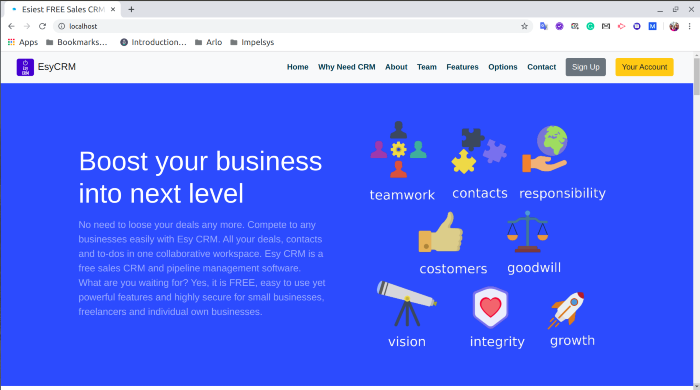 Esiest FREE Sales CRM
localhost
Apps Bookmarks... Introduction... Arlo Impelsys
Esy CRM
EsyCRM
Home Why Need CRM About Team Features Options Contact Sign Up Your Account
Boost your business
into next level
No need to loose your deals any more. Compete to any
businesses easily with Esy CRM. All your deals, contacts
and to-dos in one collaborative workspace. Esy CRM is a
free sales CRM and pipeline management software.
What are you waiting for? Yes, it is FREE, easy to use yet
powerful features and highly secure for small businesses,
freelancers and individual own businesses.
teamwork contacts responsibility
costomers goodwill
vision integrity growth